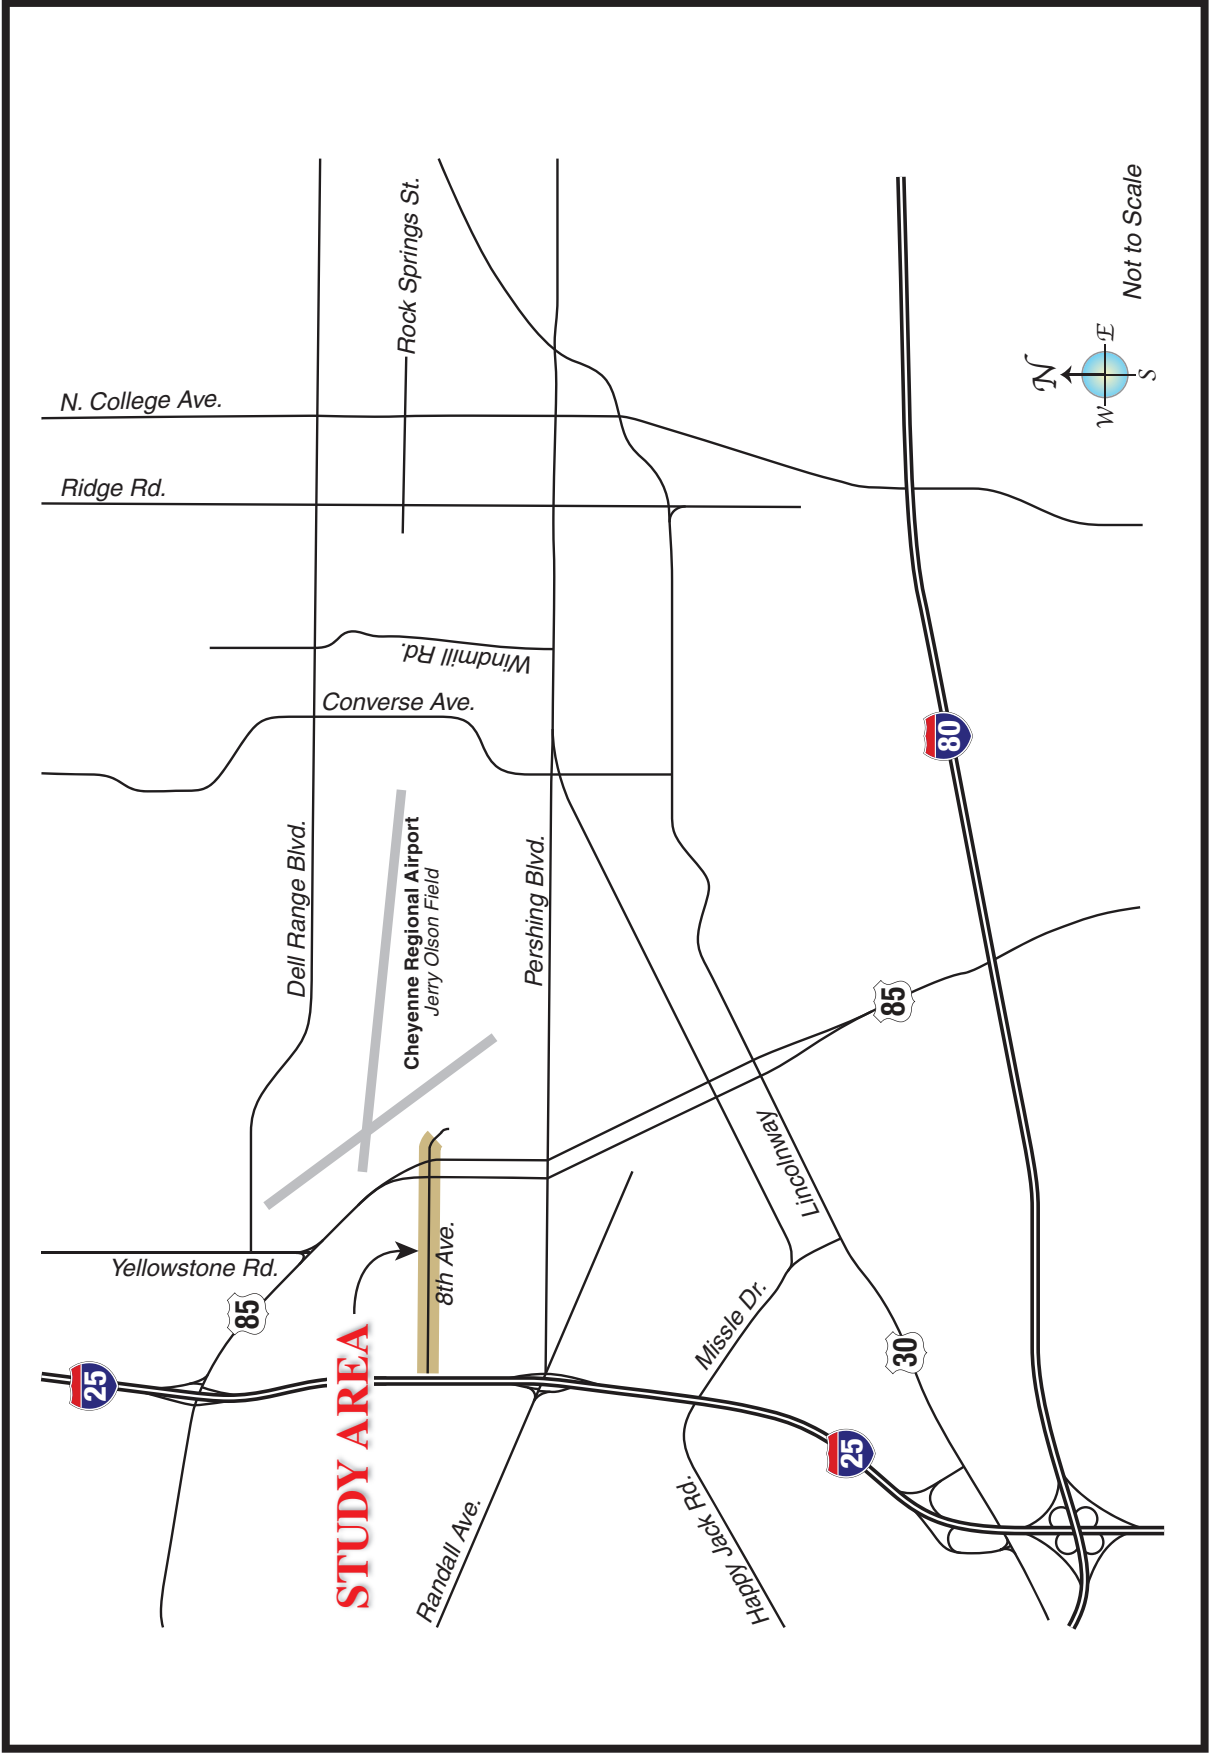 N. College Ave.
Ridge Rd.
Rock Springs St.
Windmill Rd.
Converse Ave.
Dell Range Blvd.
Cheyenne Regional Airport
Jerry Olson Field
Pershing Blvd.
80
85
Lincolnway
Yellowstone Rd.
85
8th Ave.
STUDY AREA
25
Missle Dr.
30
25
Randall Ave.
Happy Jack Rd.
N
W
E
S
Not to Scale